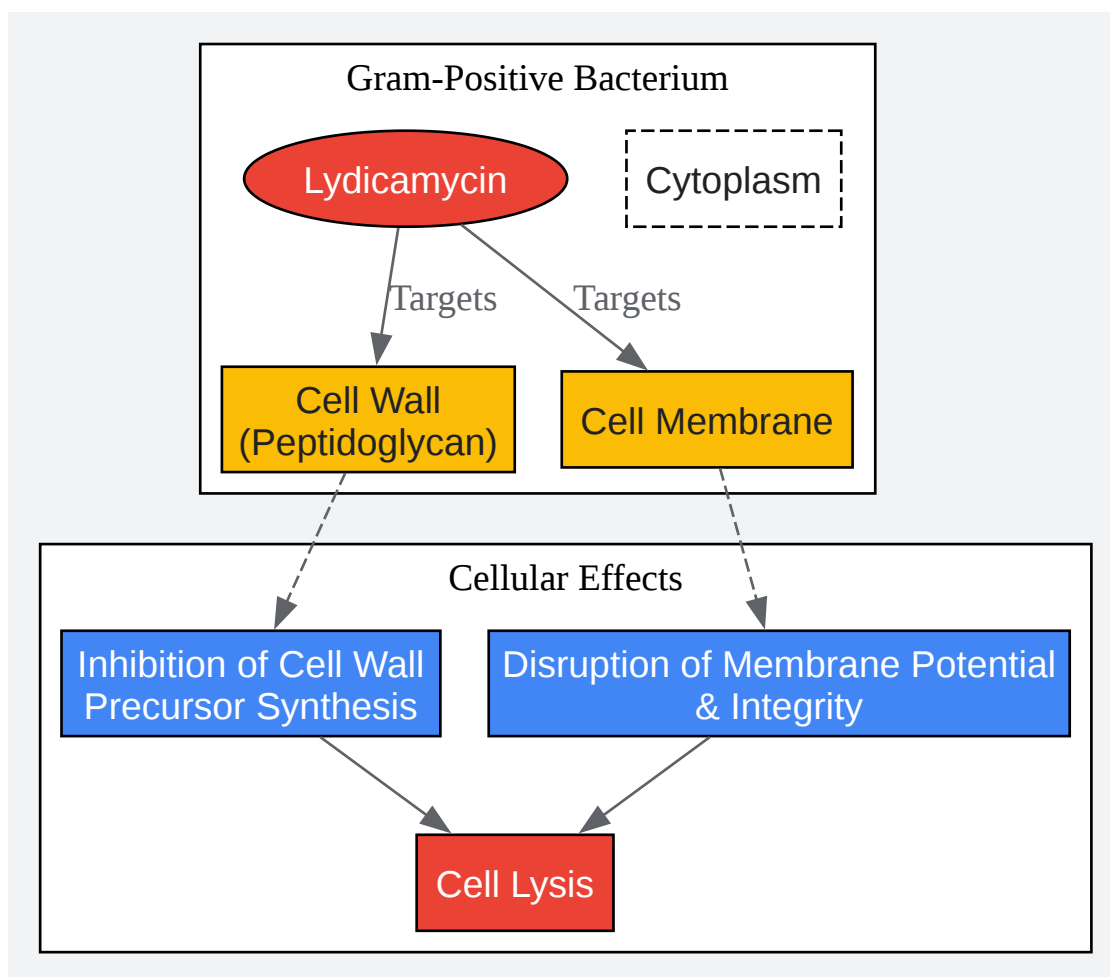 Gram-Positive Bacterium
Lydicamycin
Cytoplasm
Targets
Targets
Cell Wall
(Peptidoglycan)
Cell Membrane
Cellular Effects
Inhibition of Cell Wall
Precursor Synthesis
Disruption of Membrane Potential
& Integrity
Cell Lysis